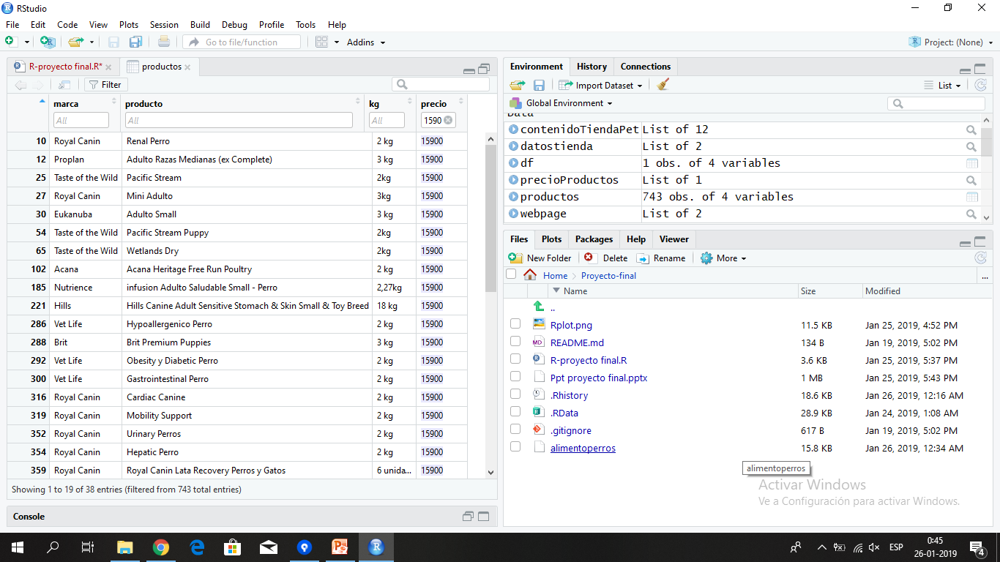 RStudio
File Edit Code View Plots Session Build Debug Profile Tools Help
Go to file/function Addins Project: (None)
R-proyecto final.R* productos
Filter
marca producto kg precio
All All All 1590
10 Royal Canin Renal Perro 2 kg 15900
12 Proplan Adulto Razas Medianas (ex Complete) 3 kg 15900
25 Taste of the Wild Pacific Stream 2kg 15900
27 Royal Canin Mini Adulto 3kg 15900
30 Eukanuba Adulto Small 3 kg 15900
54 Taste of the Wild Pacific Stream Puppy 2kg 15900
65 Taste of the Wild Wetlands Dry 2kg 15900
102 Acana Acana Heritage Free Run Poultry 2 kg 15900
185 Nutrience infusion Adulto Saludable Small - Perro 2,27kg 15900
221 Hills Hills Canine Adult Sensitive Stomach & Skin Small & Toy Breed 18 kg 15900
286 Vet Life Hypoallergenico Perro 2 kg 15900
288 Brit Brit Premium Puppies 3 kg 15900
292 Vet Life Obesity y Diabetic Perro 2 kg 15900
300 Vet Life Gastrointestinal Perro 2 kg 15900
316 Royal Canin Cardiac Canine 2 kg 15900
319 Royal Canin Mobility Support 2 kg 15900
352 Royal Canin Urinary Perros 2 kg 15900
354 Royal Canin Hepatic Perro 2 kg 15900
359 Royal Canin Royal Canin Lata Recovery Perros y Gatos 6 unida... 15900
Showing 1 to 19 of 38 entries (filtered from 743 total entries)
Console
Environment History Connections
Import Dataset List
Global Environment
Data
contenidoTiendaPet List of 12
datostienda List of 2
df 1 obs. of 4 variables
precioProductos List of 1
productos 743 obs. of 4 variables
webpage List of 2
Files Plots Packages Help Viewer
New Folder Delete Rename More
Home Proyecto-final ...
Name Size Modified
..
Rplot.png 11.5 KB Jan 25, 2019, 4:52 PM
MD README.md 134 B Jan 19, 2019, 5:02 PM
R-proyecto final.R 3.6 KB Jan 25, 2019, 5:37 PM
Ppt proyecto final.pptx 1 MB Jan 25, 2019, 5:43 PM
.Rhistory 18.6 KB Jan 26, 2019, 12:16 AM
.RData 28.9 KB Jan 24, 2019, 1:08 AM
.gitignore 617 B Jan 19, 2019, 5:02 PM
alimentoperros 15.8 KB Jan 26, 2019, 12:34 AM
alimentoperros
Activar Windows
Ve a Configuración para activar Windows.
ESP 0:45
26-01-2019 4